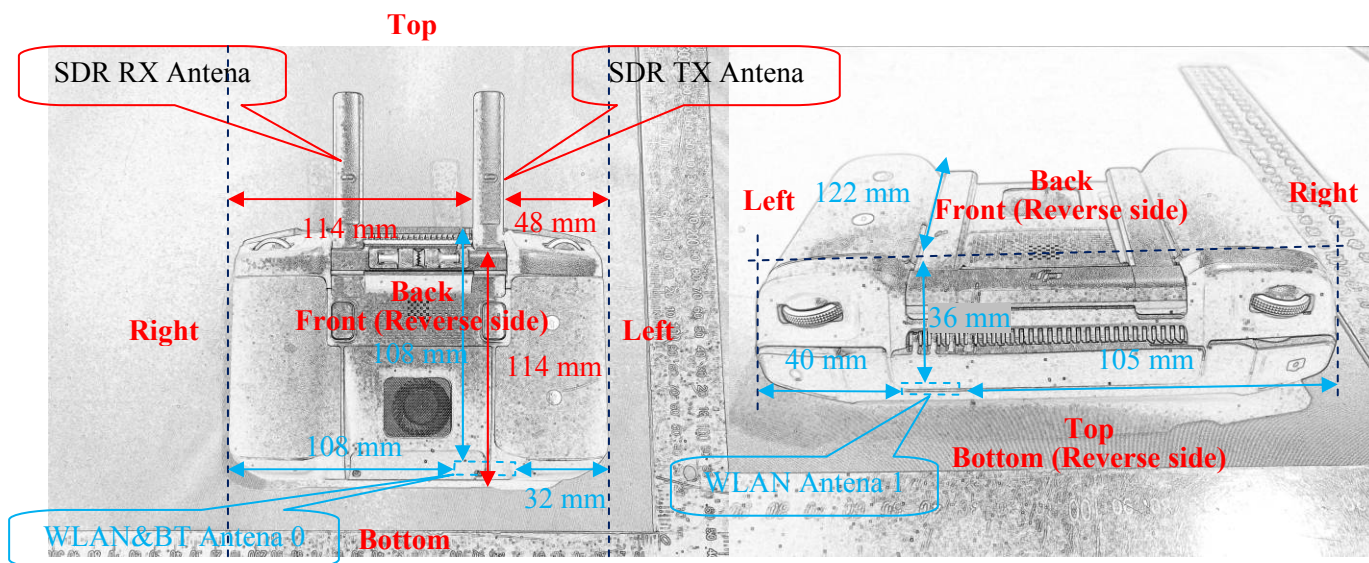 Top
SDR RX Antena
SDR TX Antena
114 mm
48 mm
Back
Front (Reverse side)
Right
Left
108 mm
114 mm
108 mm
32 mm
WLAN&BT Antena 0
Bottom
122 mm
Back
Front (Reverse side)
Left
Right
36 mm
40 mm
105 mm
Top
Bottom (Reverse side)
WLAN Antena 1